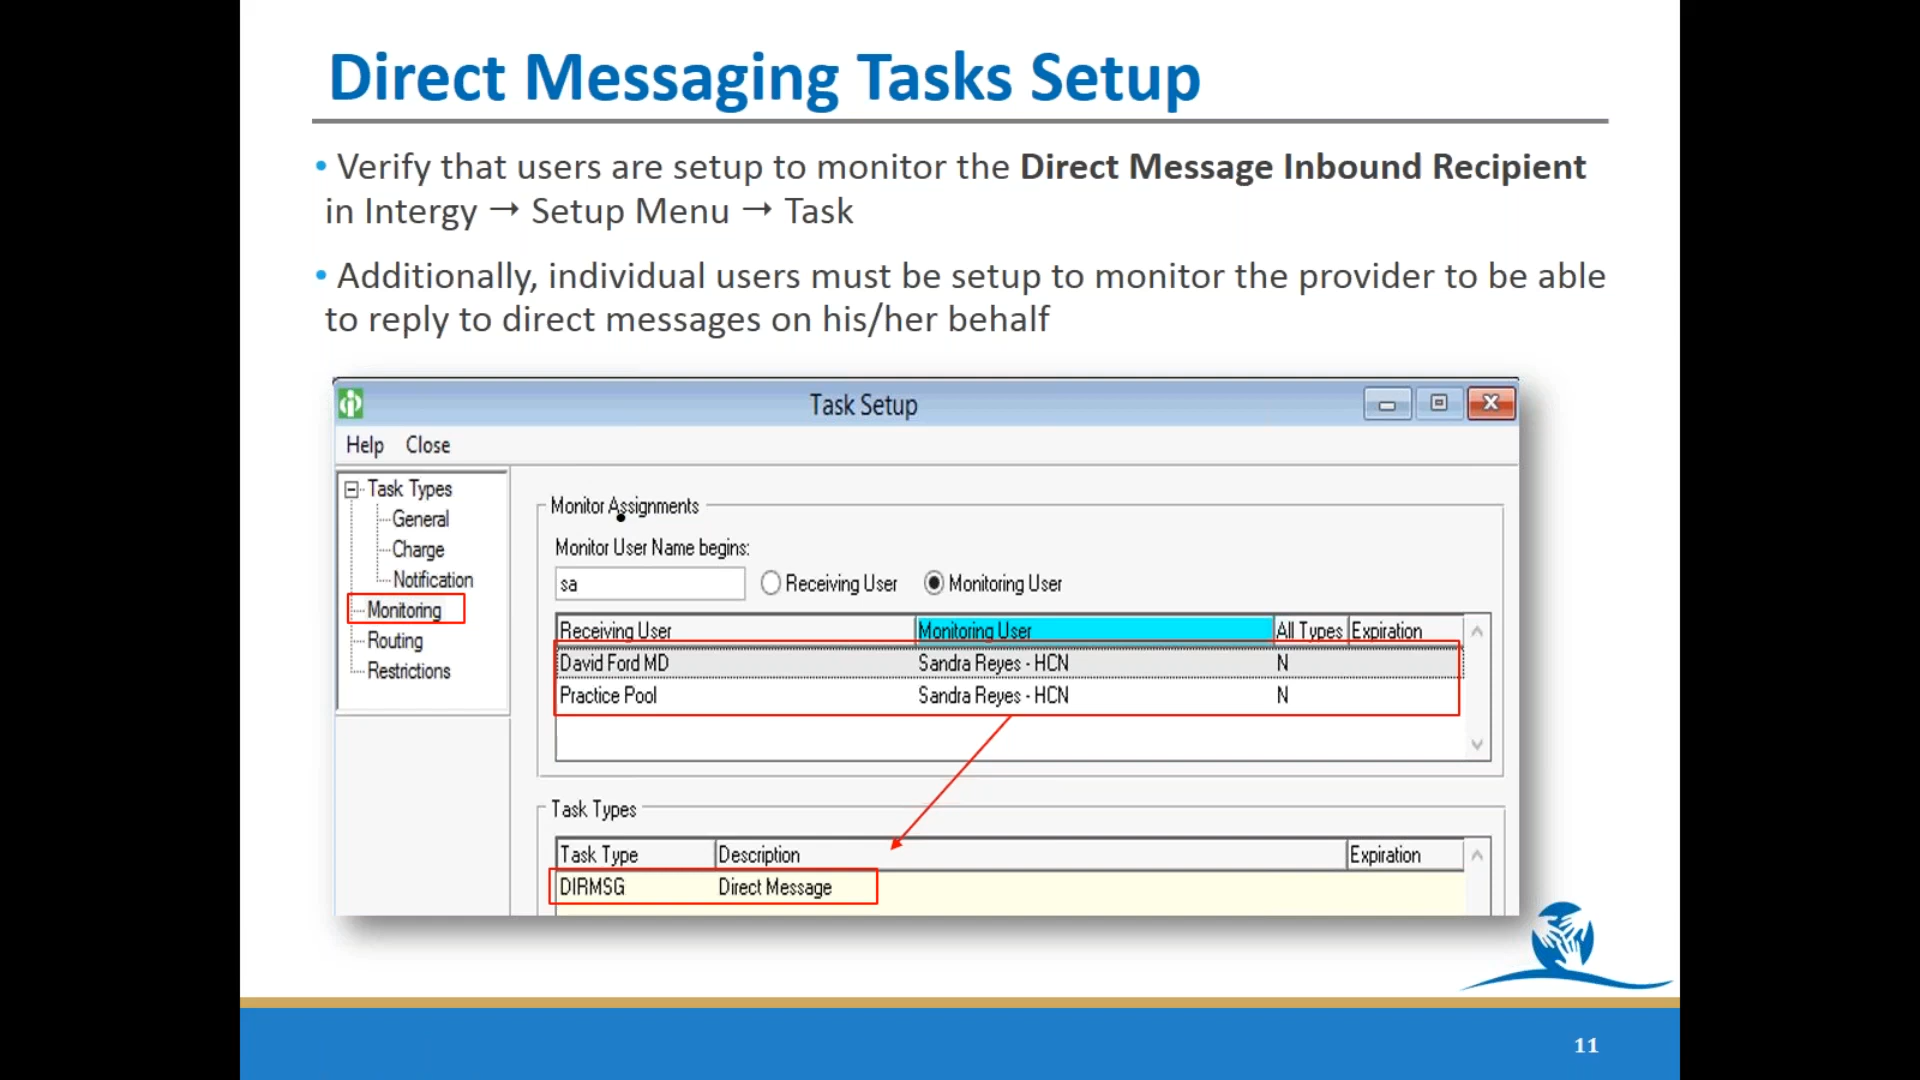 Direct Messaging Tasks Setup
• Verify that users are setup to monitor the Direct Message Inbound Recipient
in Intergy → Setup Menu → Task
• Additionally, individual users must be setup to monitor the provider to be able
to reply to direct messages on his/her behalf
Task Setup
Help Close
Task Types
General
Charge
Notification
Monitoring
Routing
Restrictions
Monitor Assignments
Monitor User Name begins:
sa Receiving User Monitoring User
Receiving User Monitoring User All Types Expiration
David Ford MD Sandra Reyes - HCN N
Practice Pool Sandra Reyes - HCN N
Task Types
Task Type Description Expiration
DIRMSG Direct Message
11